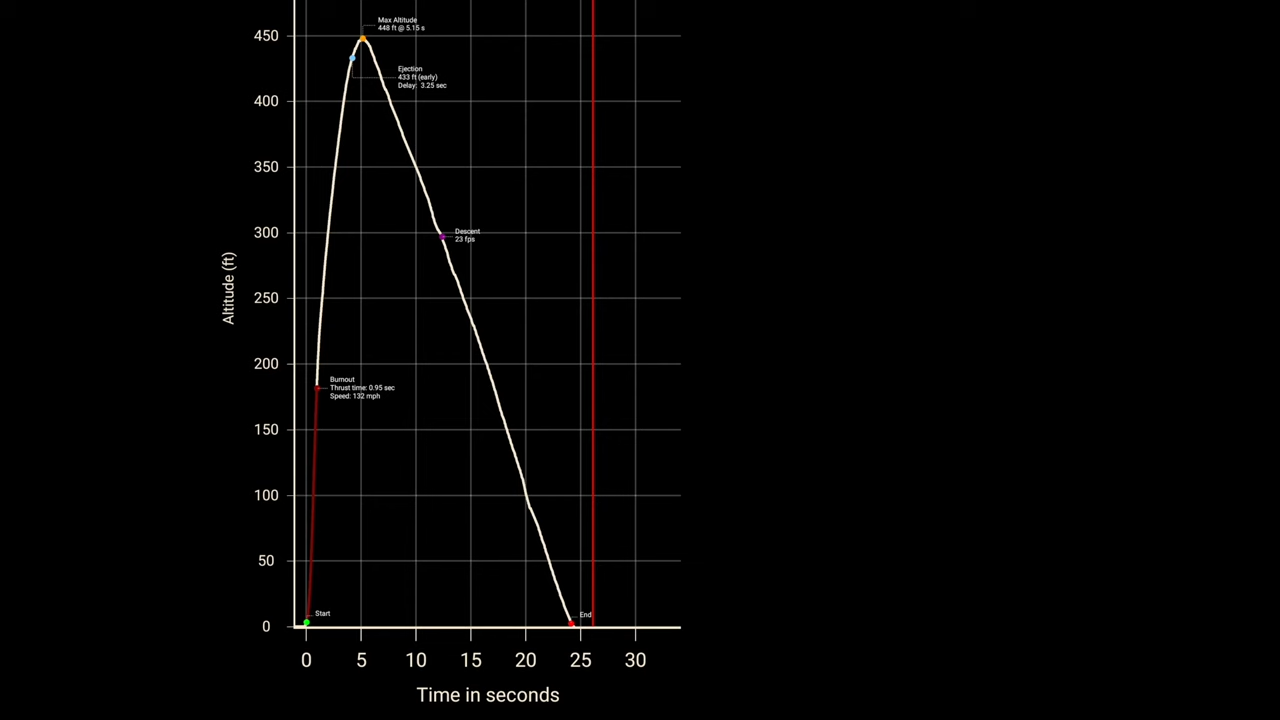 Max Altitude
448 ft @ 5.15 s
450
Ejection
433 ft (early)
Delay: 3.25 sec
400
350
300
Descent
23 fps
Altitude (ft)
250
200
Burnout
Thrust time: 0.95 sec
Speed: 132 mph
150
100
50
Start
End
0
0 5 10 15 20 25 30
Time in seconds